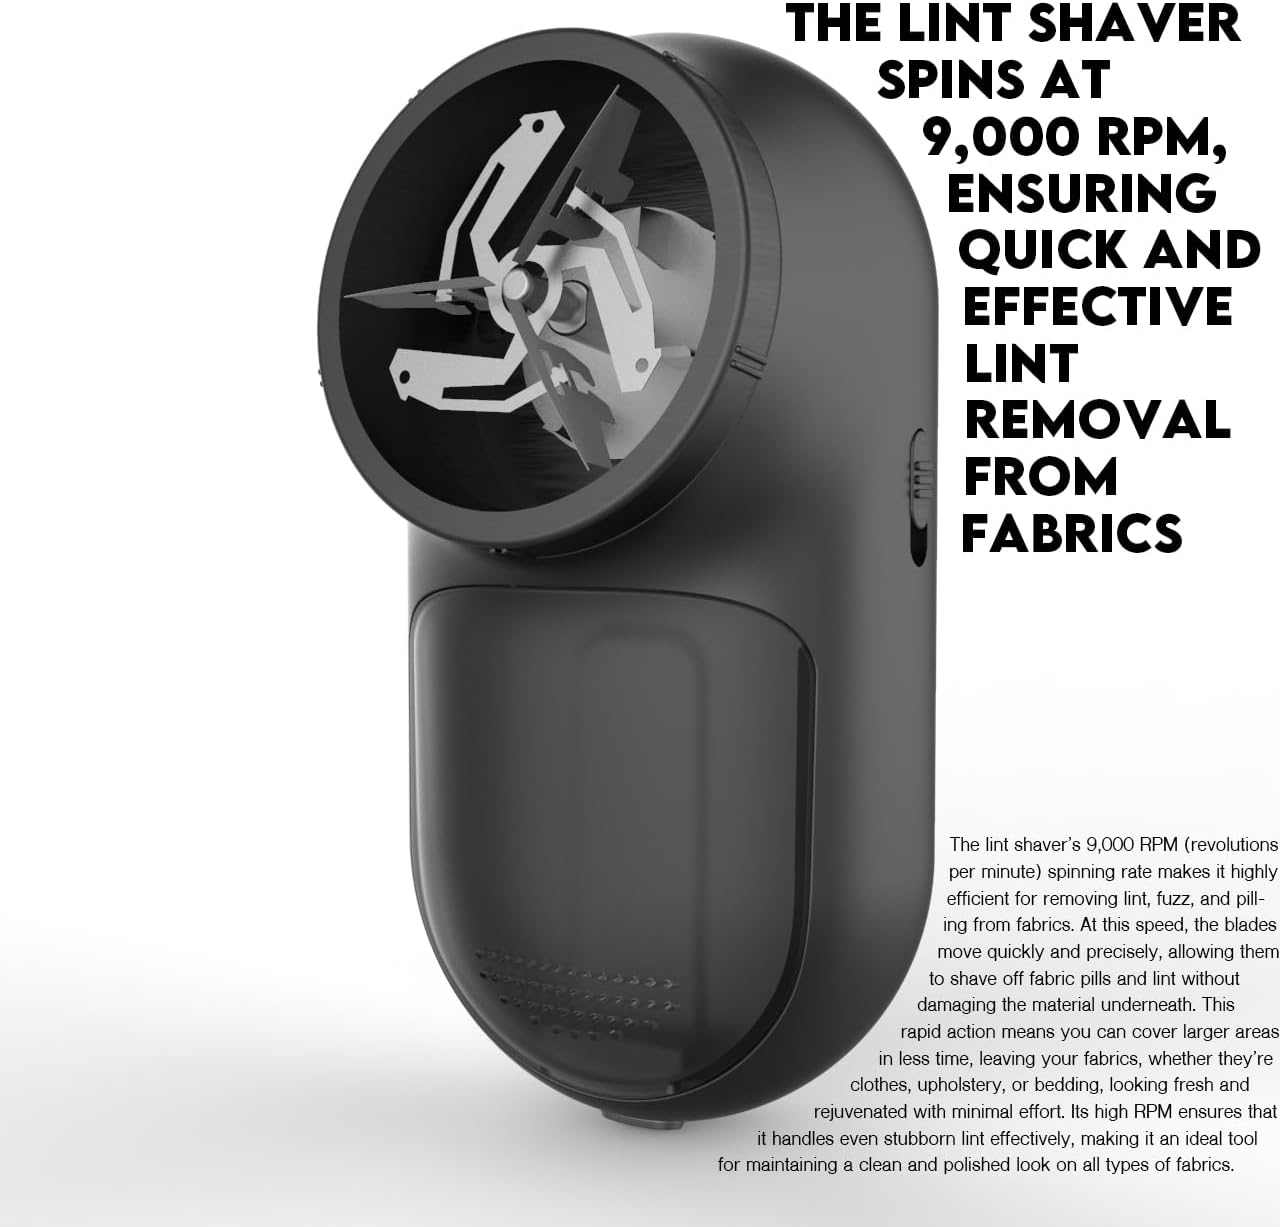 THE LINT SHAVER
SPINS AT
9,000 RPM,
ENSURING
QUICK AND
EFFECTIVE
LINT
REMOVAL
FROM
FABRICS
The lint shaver's 9,000 RPM (revolutions
per minute) spinning rate makes it highly
efficient for removing lint, fuzz, and pill-
ing from fabrics. At this speed, the blades
move quickly and precisely, allowing them
to shave off fabric pills and lint without
damaging the material underneath. This
rapid action means you can cover larger areas
in less time, leaving your fabrics, whether they're
clothes, upholstery, or bedding, looking fresh and
rejuvenated with minimal effort. Its high RPM ensures that
it handles even stubborn lint effectively, making it an ideal tool
for maintaining a clean and polished look on all types of fabrics.